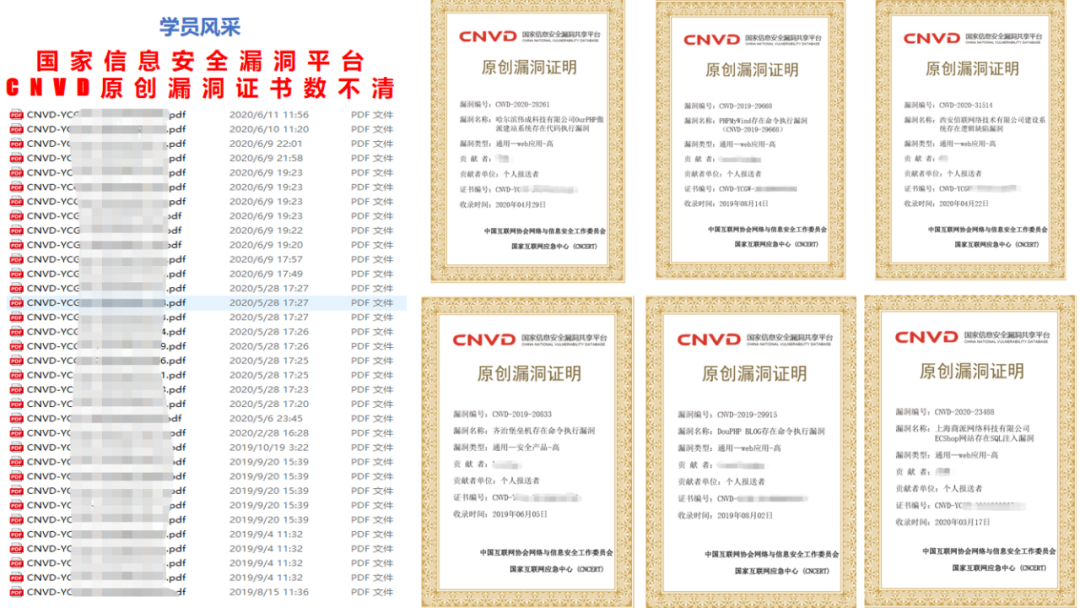 学员风采
国家信息安全漏洞平台
CNVD原创漏洞证书数不清
CNVD-YCG pdf 2020/6/11 11:56 PDF 文件
CNVD-Y pdf 2020/6/10 11:20 PDF 文件
CNVD-Y .pdf 2020/6/9 22:01 PDF 文件
CNVD-Y .pdf 2020/6/9 21:58 PDF 文件
CNVD-YC pdf 2020/6/9 19:23 PDF 文件
CNVD-YC pdf 2020/6/9 19:23 PDF 文件
CNVD-YC pdf 2020/6/9 19:23 PDF 文件
CNVD-YCG pdf 2020/6/9 19:23 PDF 文件
CNVD-YCG pdf 2020/6/9 19:22 PDF 文件
CNVD-YCG .pdf 2020/6/9 19:20 PDF 文件
CNVD-YCG .pdf 2020/6/9 17:57 PDF 文件
CNVD-YCG .pdf 2020/6/9 17:49 PDF 文件
CNVD-YCG .pdf 2020/5/28 17:27 PDF 文件
CNVD-YCG .pdf 2020/5/28 17:27 PDF 文件
CNVD-YCG .pdf 2020/5/28 17:27 PDF 文件
CNVD-YC 4.pdf 2020/5/28 17:26 PDF 文件
CNVD-YC 9.pdf 2020/5/28 17:26 PDF 文件
CNVD-YC 6.pdf 2020/5/28 17:25 PDF 文件
CNVD-YC 1.pdf 2020/5/28 17:25 PDF 文件
CNVD-YC .pdf 2020/5/28 17:23 PDF 文件
CNVD-YC .pdf 2020/5/28 17:20 PDF 文件
CNVD-YC pdf 2020/5/6 23:45 PDF 文件
CNVD-YC .pdf 2020/2/28 16:28 PDF 文件
CNVD-YC .pdf 2019/10/19 3:22 PDF 文件
CNVD-YC .pdf 2019/9/20 15:39 PDF 文件
CNVD-YC pdf 2019/9/20 15:39 PDF 文件
CNVD-YC .pdf 2019/9/20 15:39 PDF 文件
CNVD-YC pdf 2019/9/20 15:39 PDF 文件
CNVD-YC .pdf 2019/9/20 15:39 PDF 文件
CNVD-YC .pdf 2019/9/4 11:32 PDF 文件
CNVD-YC .pdf 2019/9/4 11:32 PDF 文件
CNVD-YC .pdf 2019/9/4 11:32 PDF 文件
CNVD-YC .pdf 2019/9/4 11:32 PDF 文件
CNVD-YC pdf 2019/8/15 11:36 PDF 文件
CNVD 国家信息安全漏洞共享平台
CHINA NATIONAL VULNERABILITY DATABASE
原创漏洞证明
漏洞编号：CNVD-2020-28261
漏洞名称：哈尔滨伟成科技有限公司OurPHP傲
派建站系统存在代码执行漏洞
漏洞类型：通用—web应用-高
贡 献 者：
贡献者单位：个人报送者
证书编号：CNVD-YC
收录时间：2020年04月29日
中国互联网协会网络与信息安全工作委员会
国家互联网应急中心 (CNCERT)
CNVD 国家信息安全漏洞共享平台
CHINA NATIONAL VULNERABILITY DATABASE
原创漏洞证明
漏洞编号：CNVD-2019-29668
漏洞名称：PHPMyWind存在命令执行漏洞
(CNVD-2019-29668)
漏洞类型：通用—web应用-高
贡 献 者：
贡献者单位：个人报送者
证书编号：CNVD-YCGW-
收录时间：2019年08月14日
中国互联网协会网络与信息安全工作委员会
国家互联网应急中心 (CNCERT)
CNVD 国家信息安全漏洞共享平台
CHINA NATIONAL VULNERABILITY DATABASE
原创漏洞证明
漏洞编号：CNVD-2020-31514
漏洞名称：西安佰联网络技术有限公司建设系
统存在逻辑缺陷漏洞
漏洞类型：通用—web应用-高
贡 献 者：
贡献者单位：个人报送者
证书编号：CNVD-YCG
收录时间：2020年04月22日
中国互联网协会网络与信息安全工作委员会
国家互联网应急中心 (CNCERT)
CNVD 国家信息安全漏洞共享平台
CHINA NATIONAL VULNERABILITY DATABASE
原创漏洞证明
漏洞编号：CNVD-2019-20833
漏洞名称：齐治堡垒机存在命令执行漏洞
漏洞类型：通用—安全产品-高
贡 献 者：
贡献者单位：个人报送者
证书编号：CNVD-
收录时间：2019年06月05日
中国互联网协会网络与信息安全工作委员会
国家互联网应急中心 (CNCERT)
CNVD 国家信息安全漏洞共享平台
CHINA NATIONAL VULNERABILITY DATABASE
原创漏洞证明
漏洞编号：CNVD-2019-29915
漏洞名称：DouPHP BLOG存在命令执行漏洞
漏洞类型：通用—web应用-高
贡 献 者：
贡献者单位：个人报送者
证书编号：CNVD-
收录时间：2019年08月02日
中国互联网协会网络与信息安全工作委员会
国家互联网应急中心 (CNCERT)
CNVD 国家信息安全漏洞共享平台
CHINA NATIONAL VULNERABILITY DATABASE
原创漏洞证明
漏洞编号：CNVD-2020-23408
漏洞名称：上海商派网络科技有限公司
ECShop网站存在SQL注入漏洞
漏洞类型：通用—web应用-高
贡 献 者：
贡献者单位：个人报送者
证书编号：CNVD-YC
收录时间：2020年03月17日
中国互联网协会网络与信息安全工作委员会
国家互联网应急中心 (CNCERT)